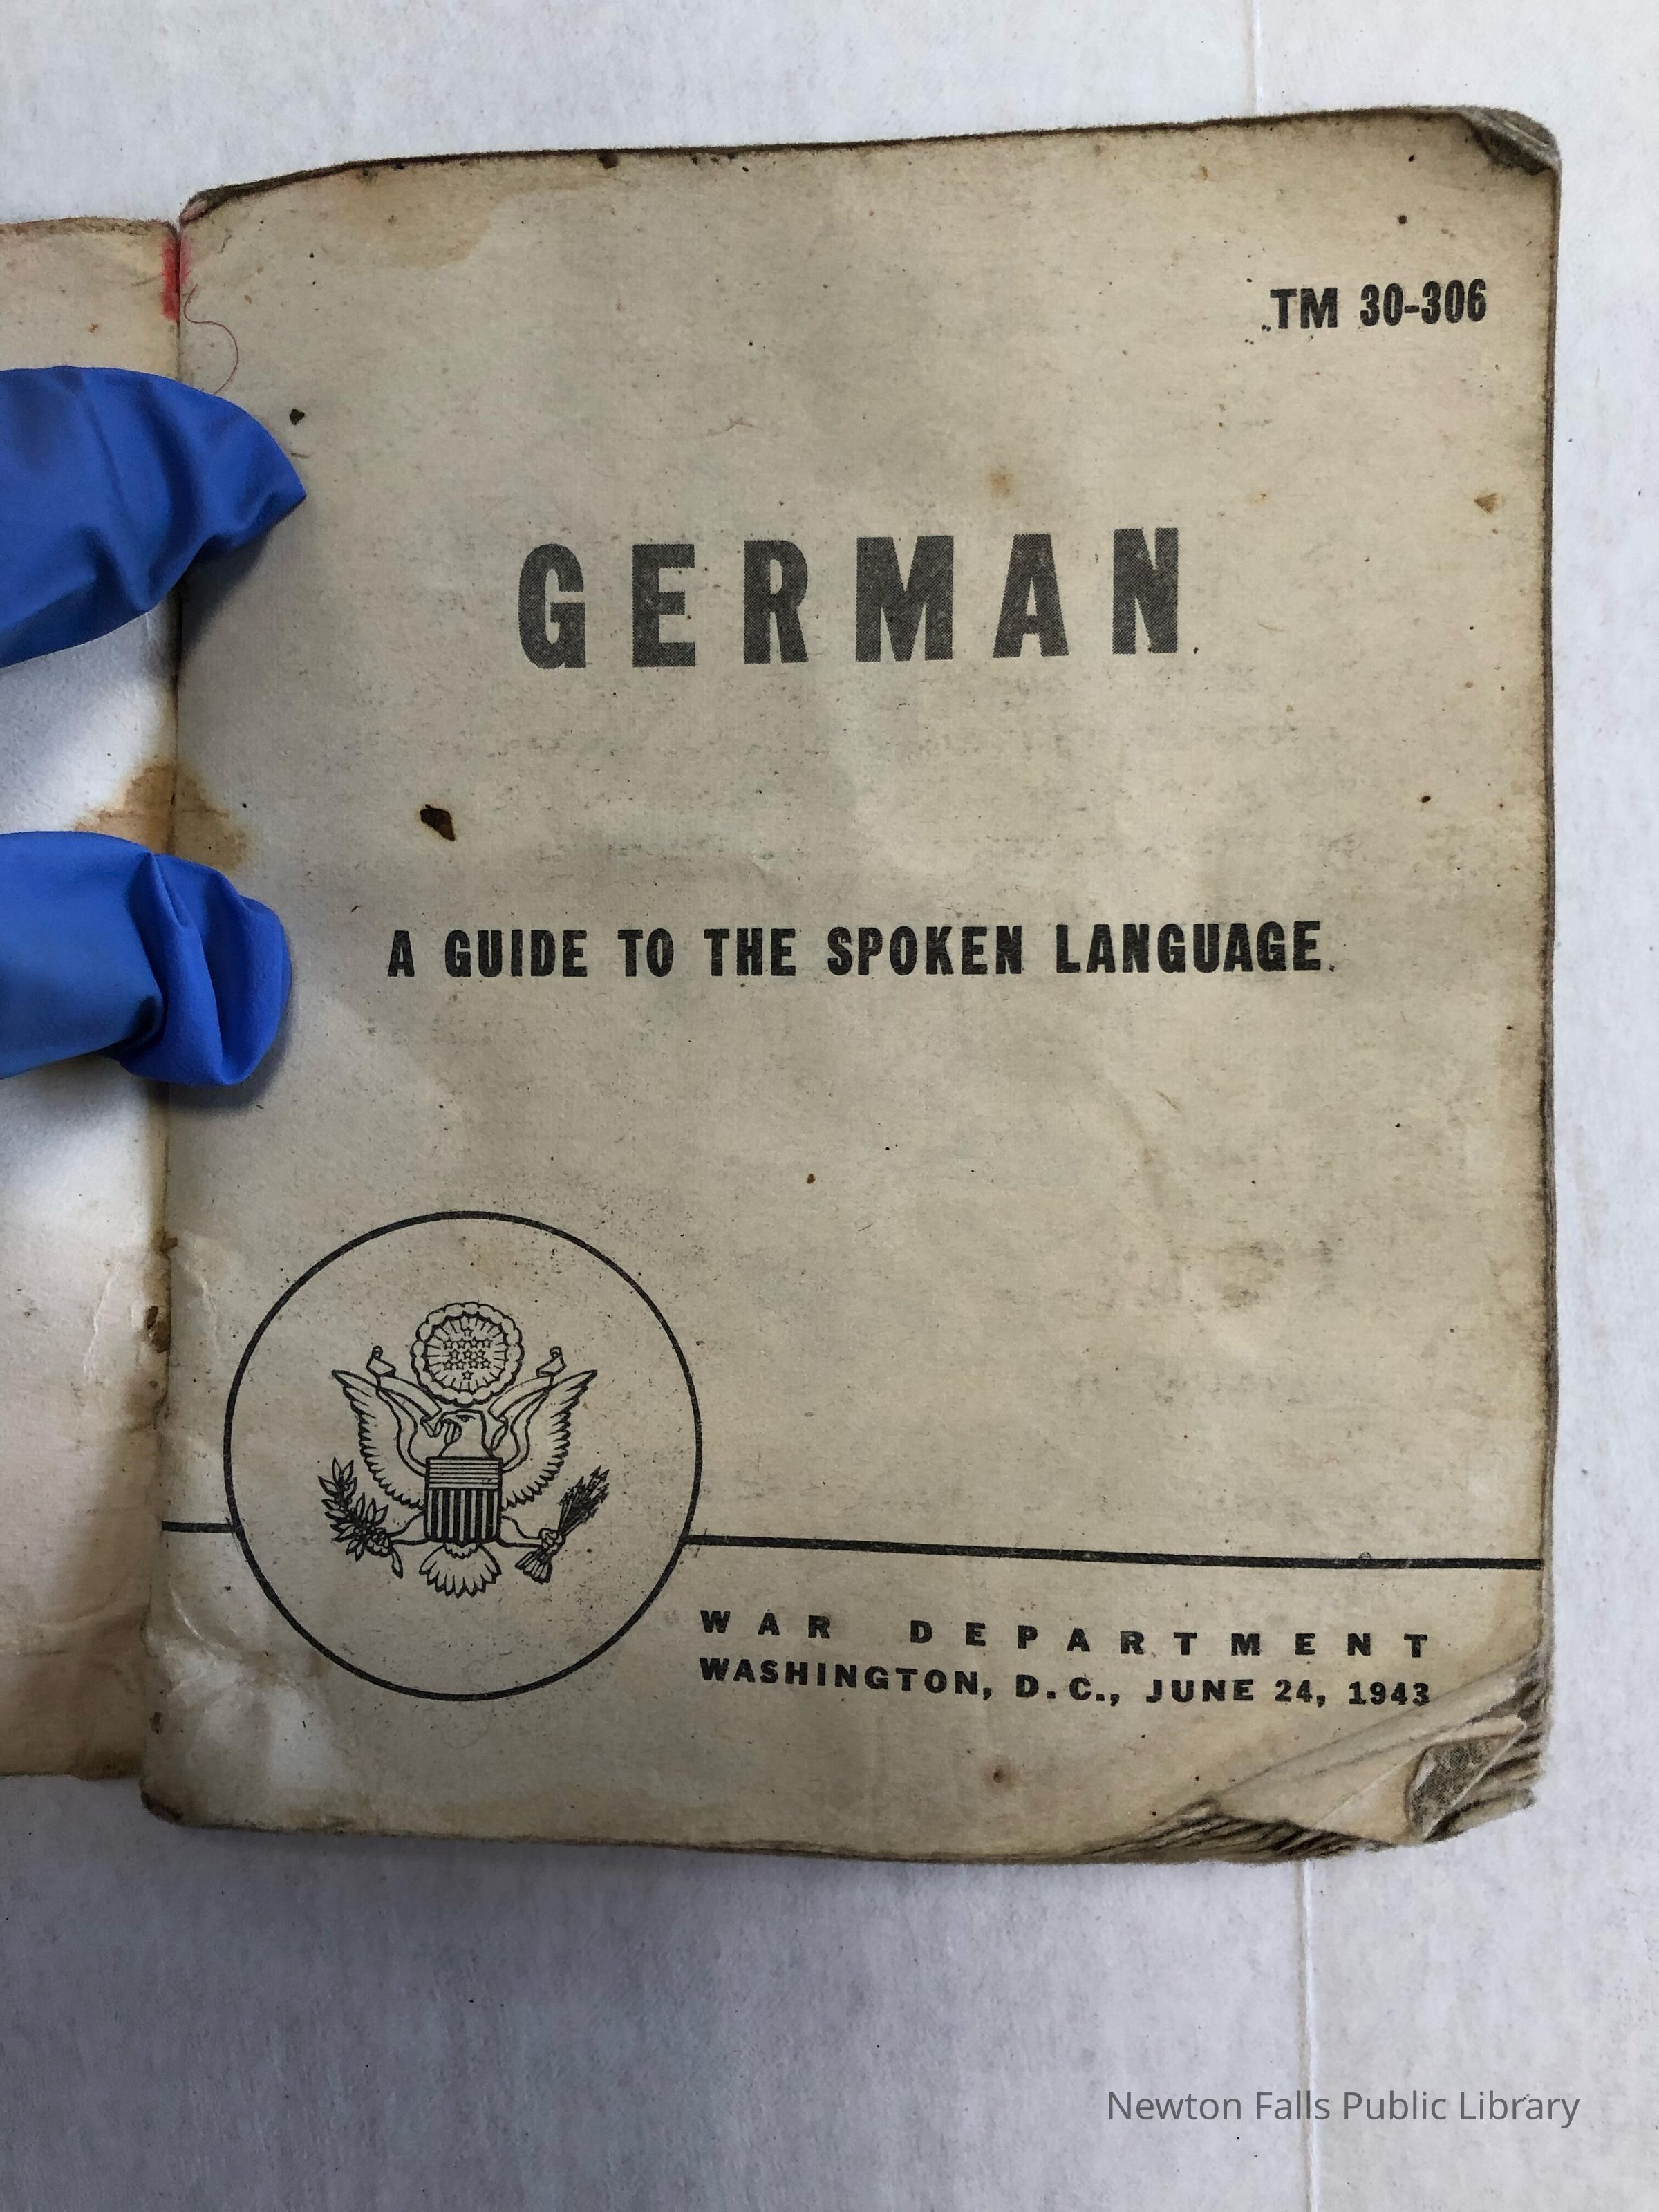 TM 30-306
GERMAN
A GUIDE TO THE SPOKEN LANGUAGE
WAR DEPARTMENT
WASHINGTON, D.C., JUNE 24, 1943
Newton Falls Public Library